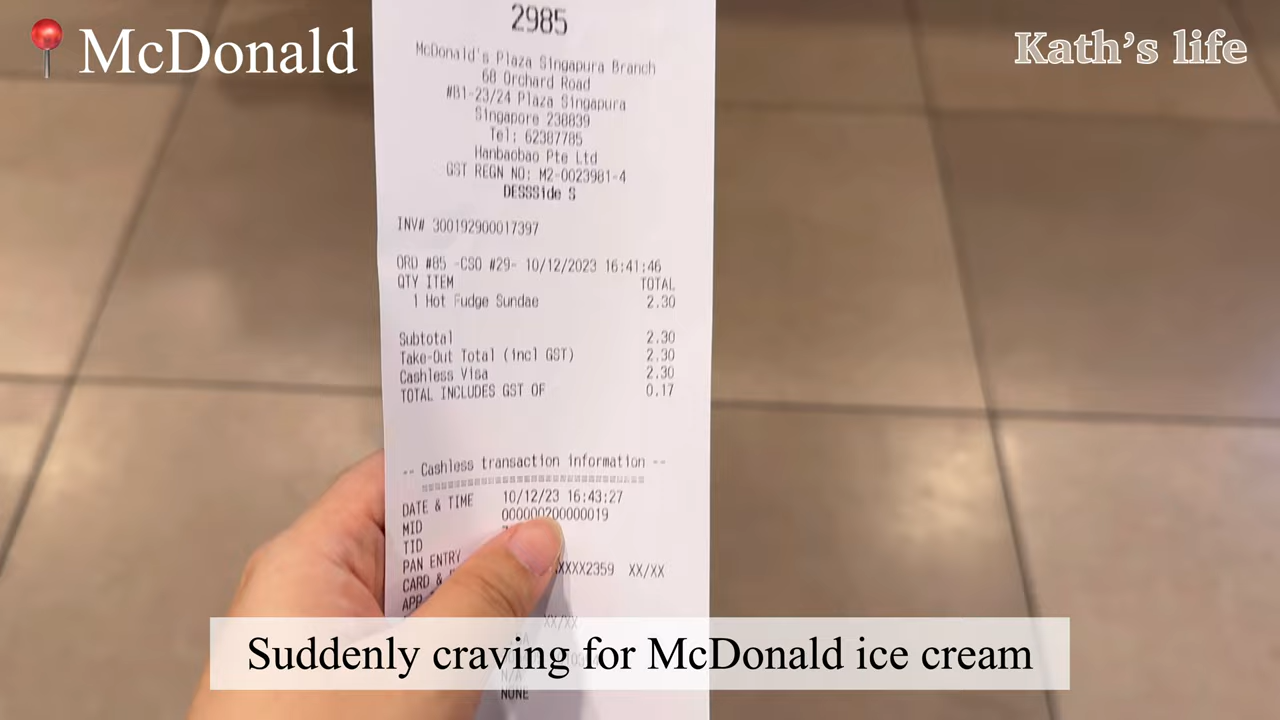 McDonald
Kath's life
2985
McDonald's Plaza Singapura Branch
68 Orchard Road
#B1-23/24 Plaza Singapura
Singapore 238839
Tel: 62387785
Hanbaobao Pte Ltd
GST REGN NO: M2-0023981-4
DESSSide S
INV# 300192900017397
ORD #85 -CSO #29- 10/12/2023 16:41:46
QTY ITEM TOTAL
1 Hot Fudge Sundae 2.30
Subtotal 2.30
Take-Out Total (incl GST) 2.30
Cashless Visa 2.30
TOTAL INCLUDES GST OF 0.17
-- Cashless transaction information --
DATE & TIME 10/12/23 16:43:27
MID 000000200000019
TID
PAN ENTRY
CARD & XXXX2359 XX/XX
APP
XX/XX
Suddenly craving for McDonald ice cream
N/A
NONE